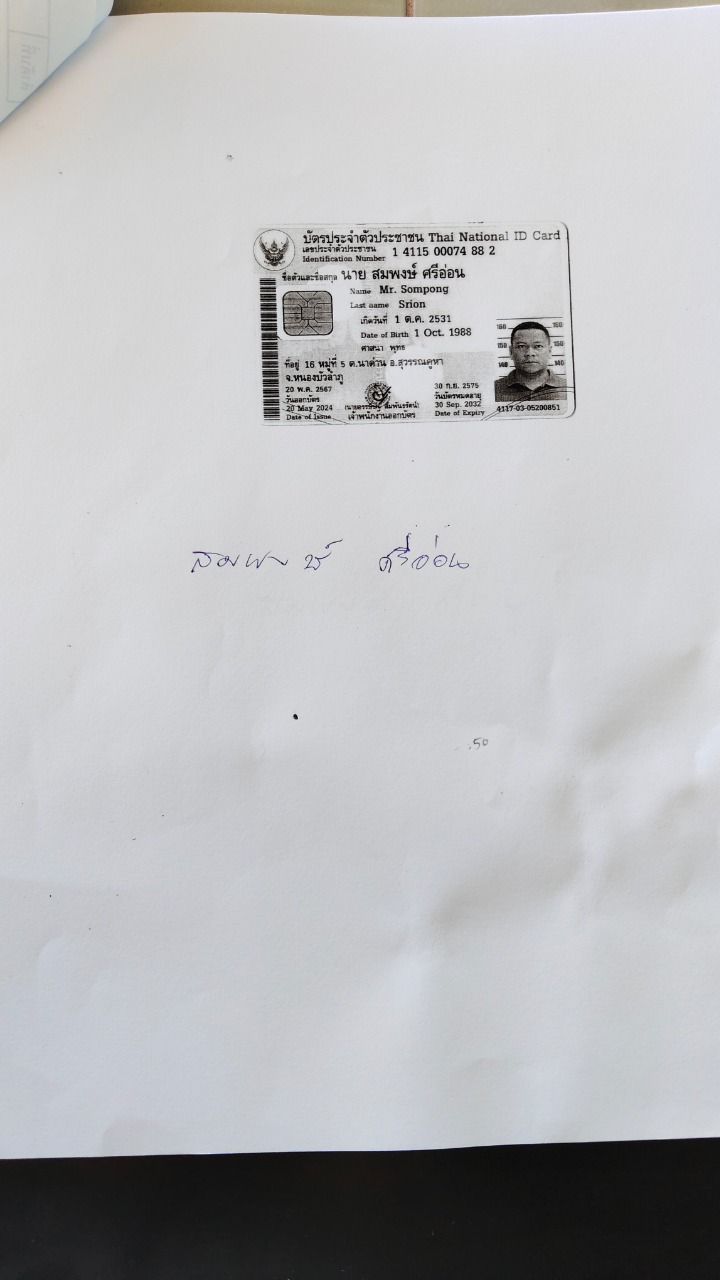 บัตรประจำตัวประชาชน Thai National ID Card
เลขประจำตัวประชาชน
Identification Number 1 4115 00074 88 2
ชื่อตัวและชื่อสกุล นาย สมพงษ์ ศรีอ่อน
Name Mr. Sompong
Last name Srion
เกิดวันที่ 1 ต.ค. 2531
Date of Birth 1 Oct. 1988
ศาสนา พุทธ
ที่อยู่ 16 หมู่ที่ 5 ต.นาด่าน อ.สุวรรณคูหา
จ.หนองบัวลำภู
20 พ.ค. 2567
วันออกบัตร
20 May 2024
Date of Issue
เจ้าพนักงานออกบัตร
30 ก.ย. 2575
วันบัตรหมดอายุ
30 Sep. 2032
Date of Expiry
160 160
150 150
140 140
4117-03-05200851
สมพงษ์ ศรีอ่อน
.50